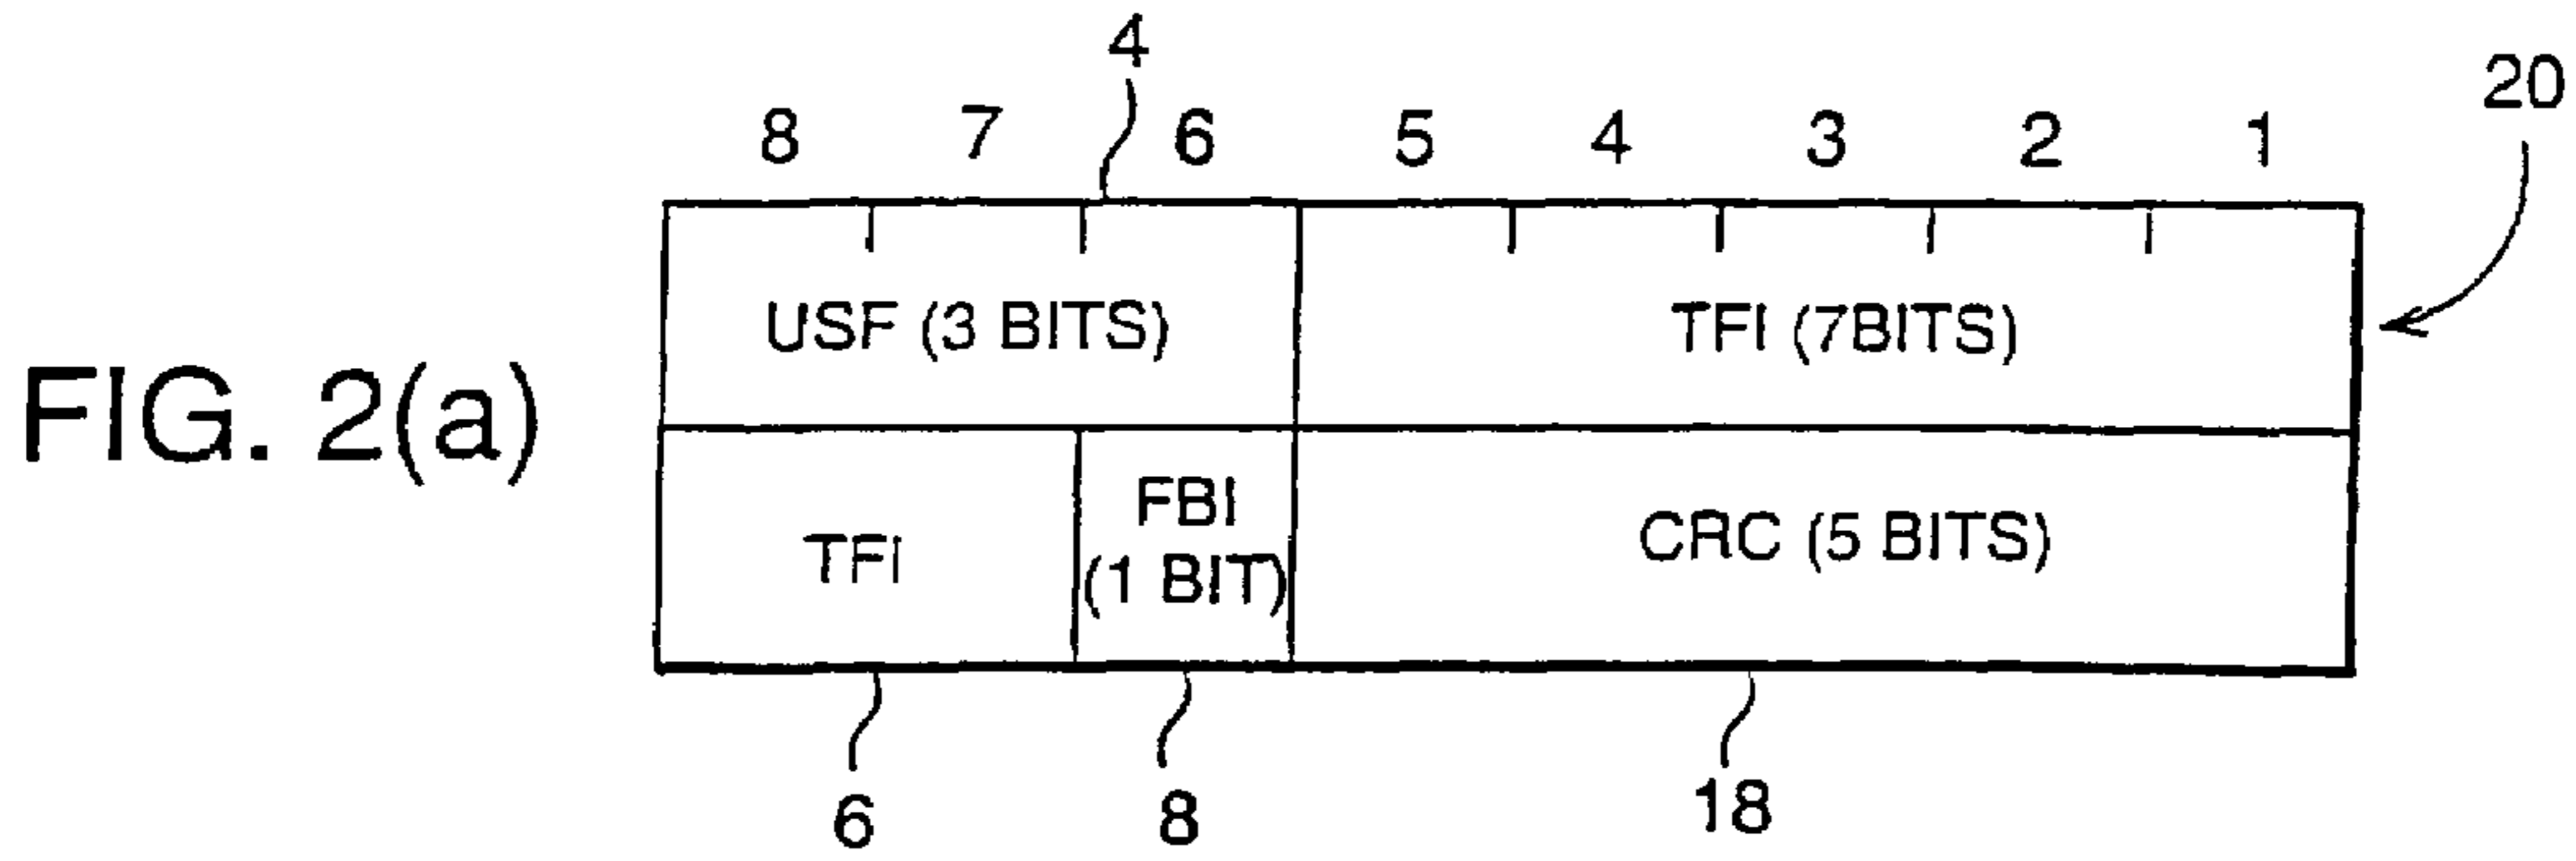 4
8 7 6 5 4 3 2 1 20
USF (3 BITS) TFI (7BITS)
FIG. 2(a)
TFI FBI (1 BIT) CRC (5 BITS)
6 8 18